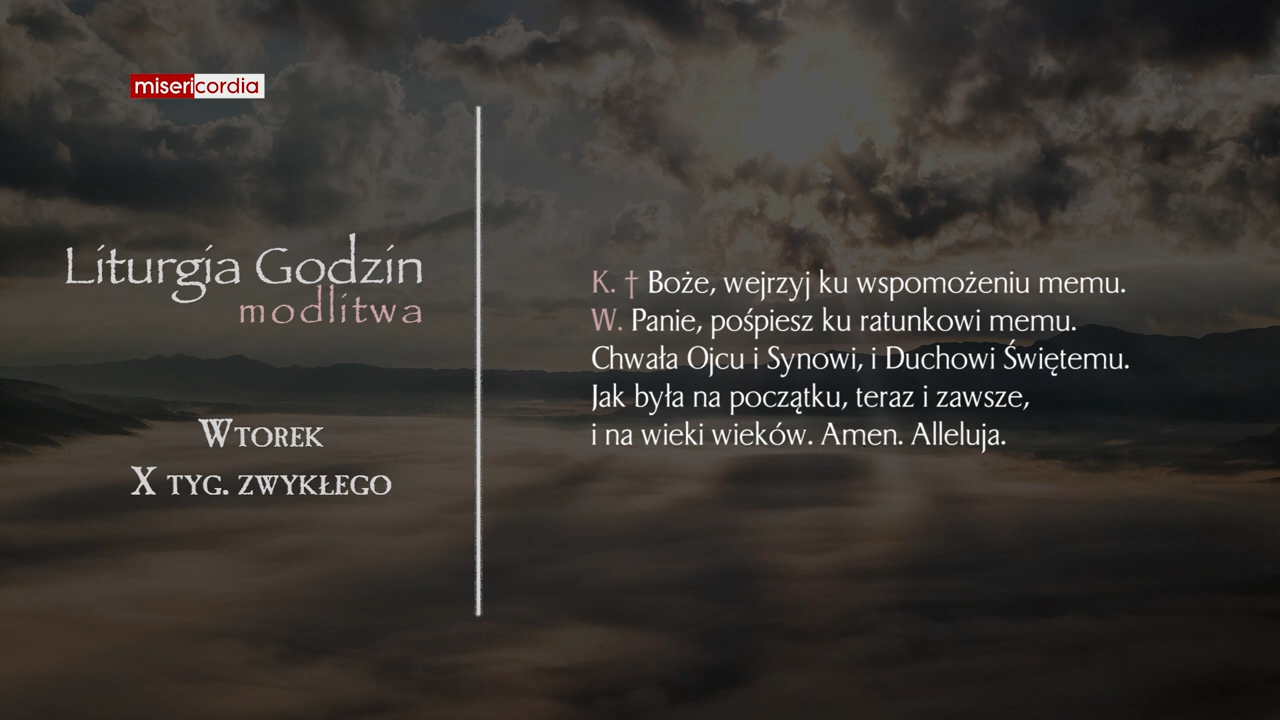 misericordia
Liturgia Godzin
modlitwa
Wtorek
X tyg. zwykłego
K. † Boże, wejrzyj ku wspomożeniu memu.
W. Panie, pośpiesz ku ratunkowi memu.
Chwała Ojcu i Synowi, i Duchowi Świętemu.
Jak była na początku, teraz i zawsze,
i na wieki wieków. Amen. Alleluja.